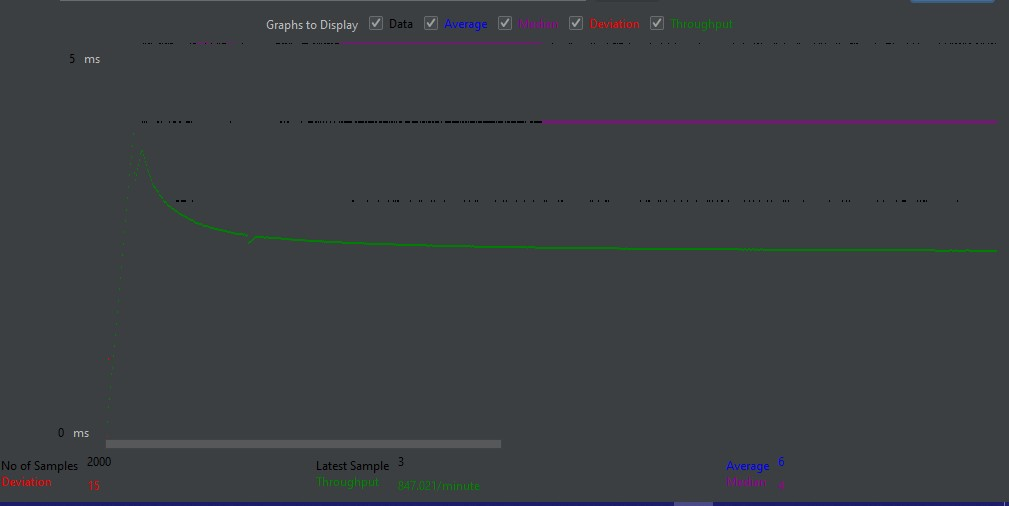 Graphs to Display Data Average Median Deviation Throughput
5 ms
0 ms
No of Samples 2000 Latest Sample 3 Average 6
Deviation 15 Throughput 847.021/minute Median 4